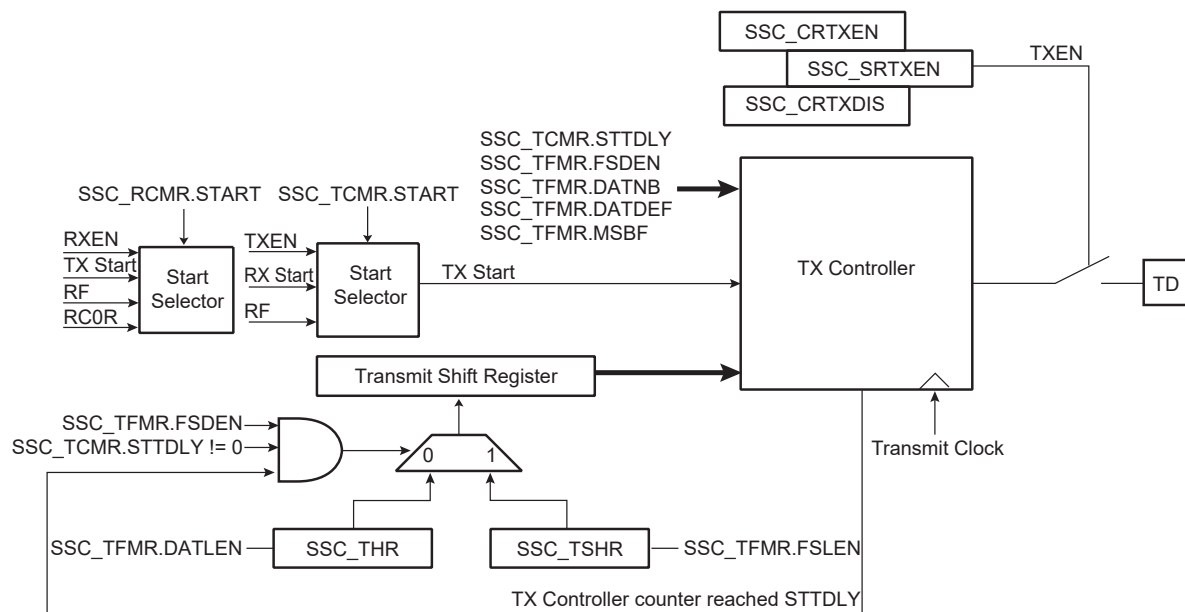 SSC_CRTXEN
SSC_SRTXEN
TXEN
SSC_CRTXDIS
SSC_TCMR.STTDLY
SSC_TFMR.FSDEN
SSC_TFMR.DATNB
SSC_TFMR.DATDEF
SSC_TFMR.MSBF
SSC_RCMR.START
SSC_TCMR.START
RXEN
TX Start
RF
RC0R
Start
Selector
TXEN
RX Start
RF
Start
Selector
TX Start
TX Controller
TD
Transmit Shift Register
SSC_TFMR.FSDEN
SSC_TCMR.STTDLY != 0
0
1
Transmit Clock
SSC_TFMR.DATLEN
SSC_THR
SSC_TSHR
SSC_TFMR.FSLEN
TX Controller counter reached STTDLY